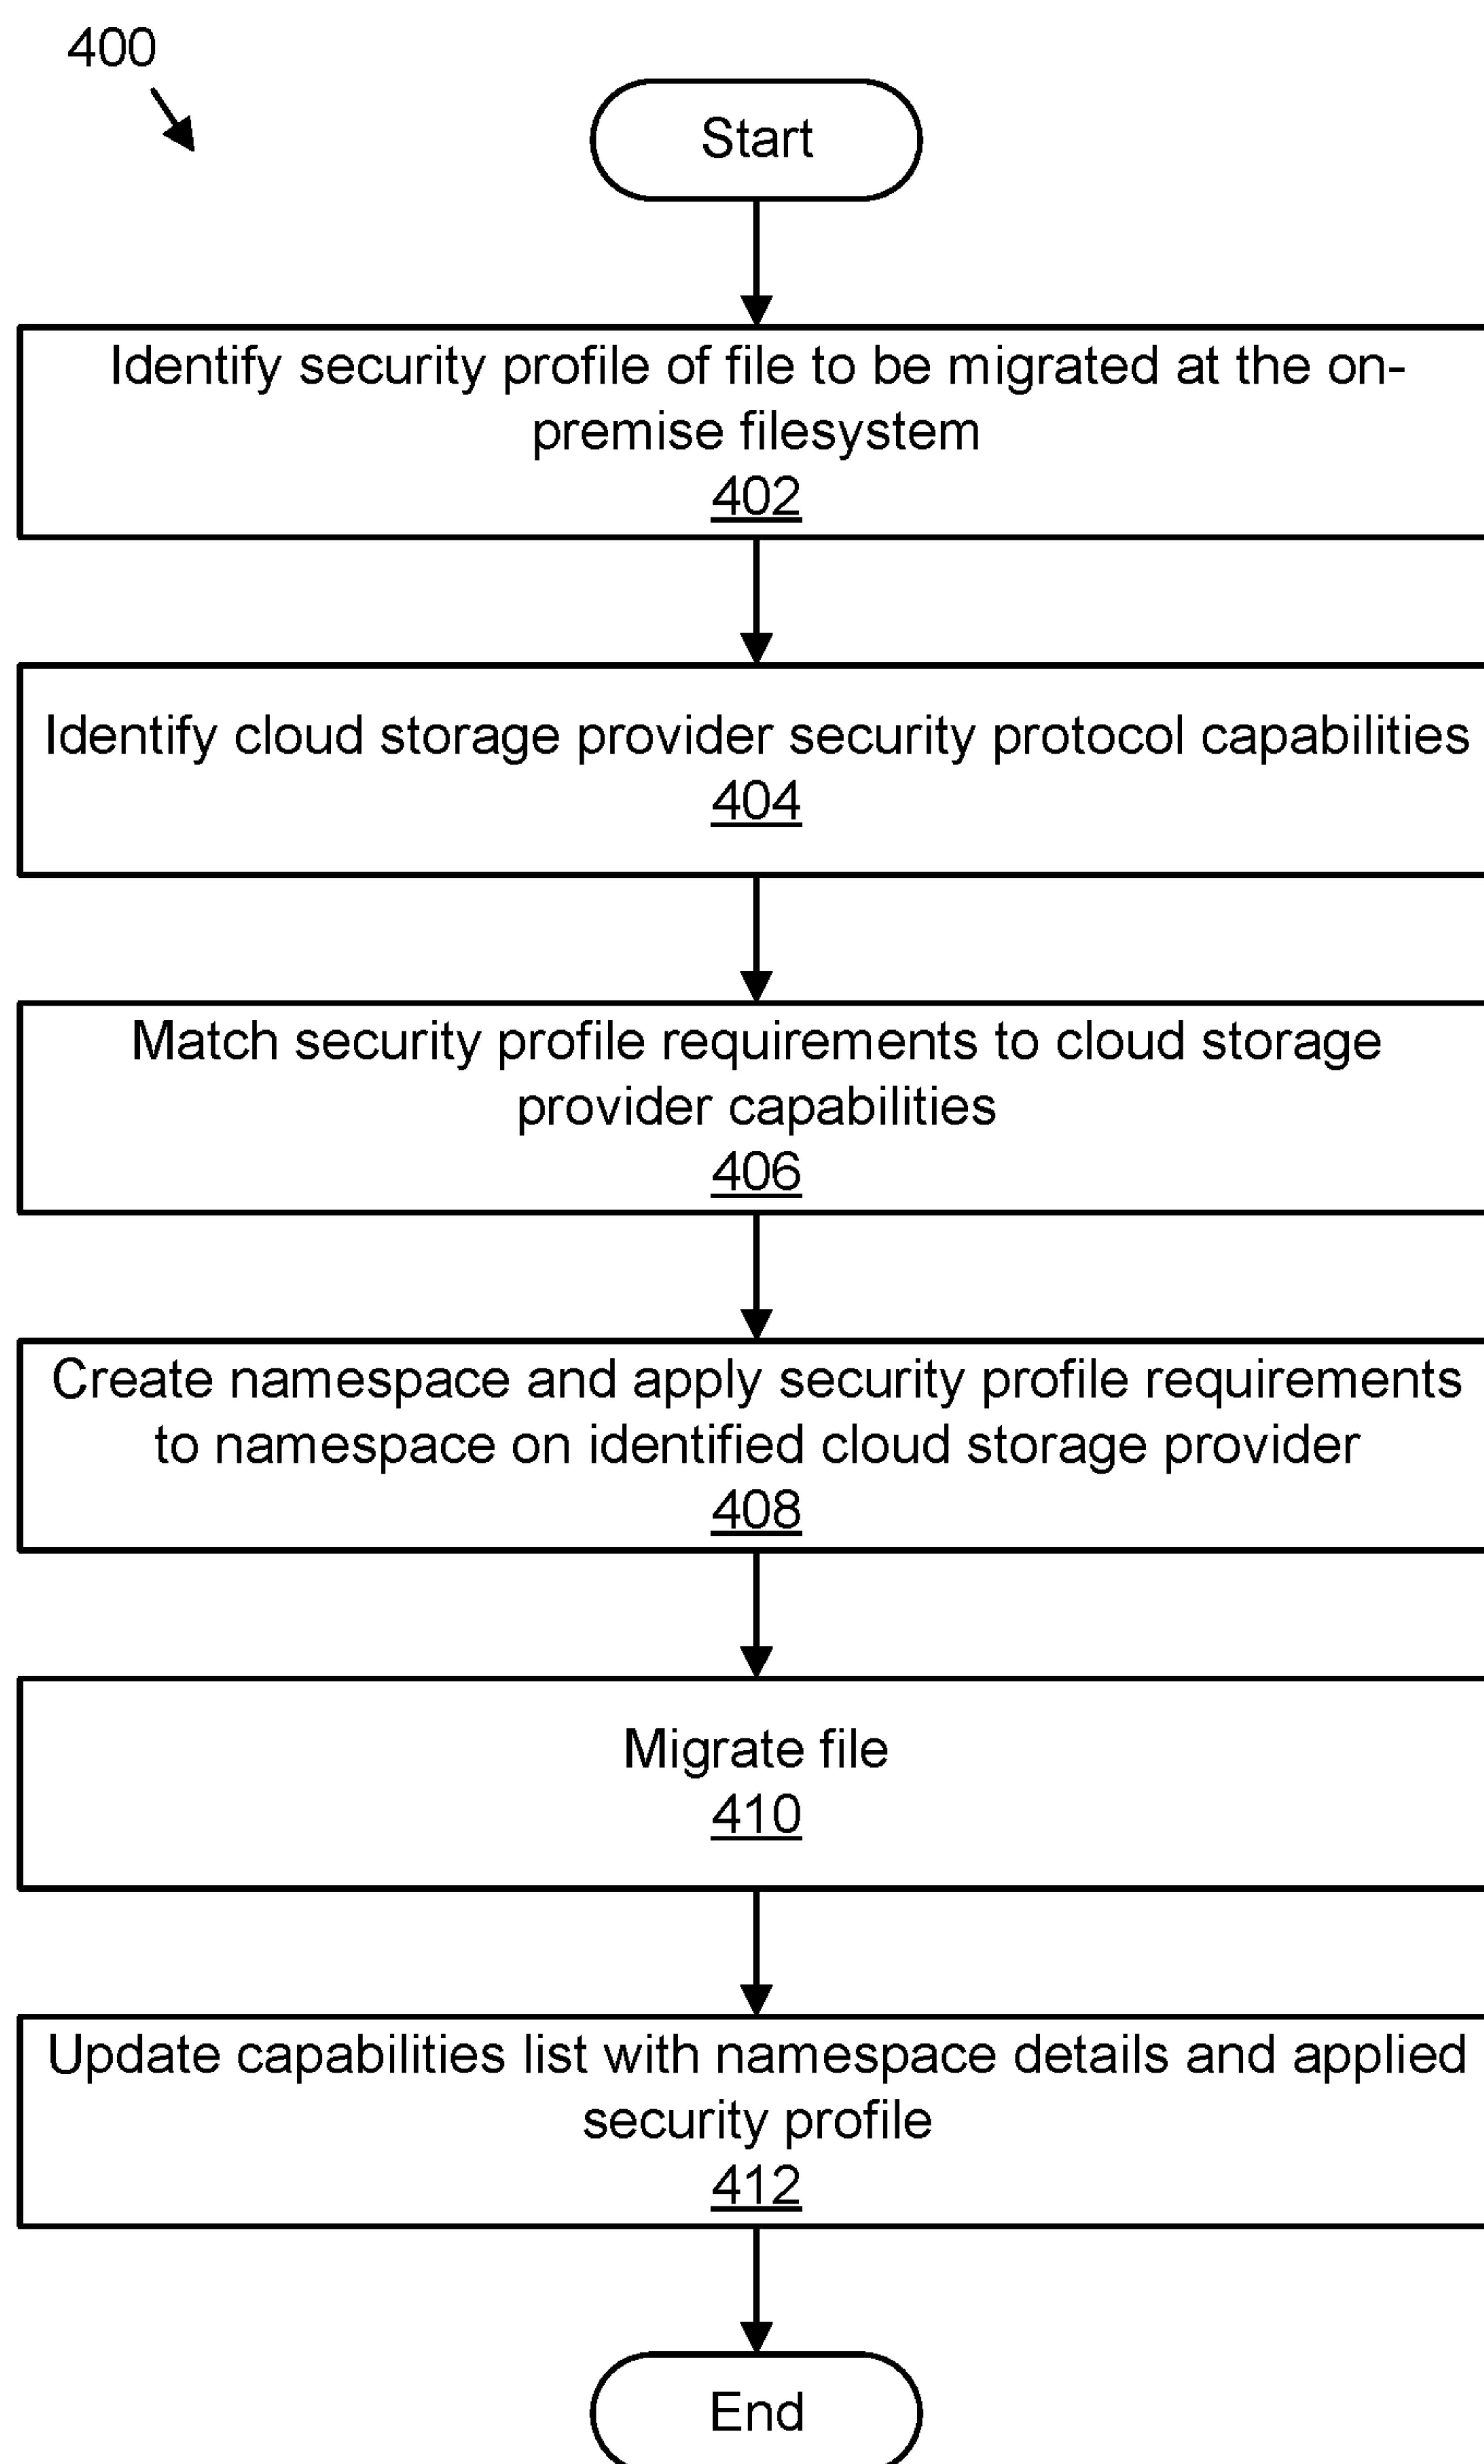 400
Start
Identify security profile of file to be migrated at the on-
premise filesystem
402
Identify cloud storage provider security protocol capabilities
404
Match security profile requirements to cloud storage
provider capabilities
406
Create namespace and apply security profile requirements
to namespace on identified cloud storage provider
408
Migrate file
410
Update capabilities list with namespace details and applied
security profile
412
End